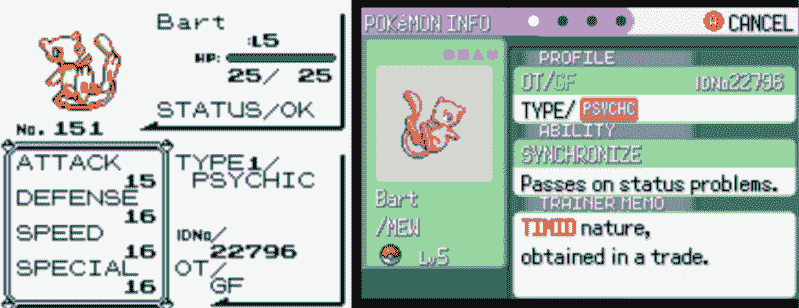 Bart
:L5
HP:
25/ 25
STATUS/OK
No.151
ATTACK
15
DEFENSE
16
SPEED
16
SPECIAL
16
TYPE1/
PSYCHIC
IDNo/
22796
OT/
GF
POKéMON INFO
CANCEL
Bart
/MEW
Lv5
PROFILE
OT/GF IDNo22796
TYPE/ PSYCHC
ABILITY
SYNCHRONIZE
Passes on status problems.
TRAINER MEMO
TIMID nature,
obtained in a trade.